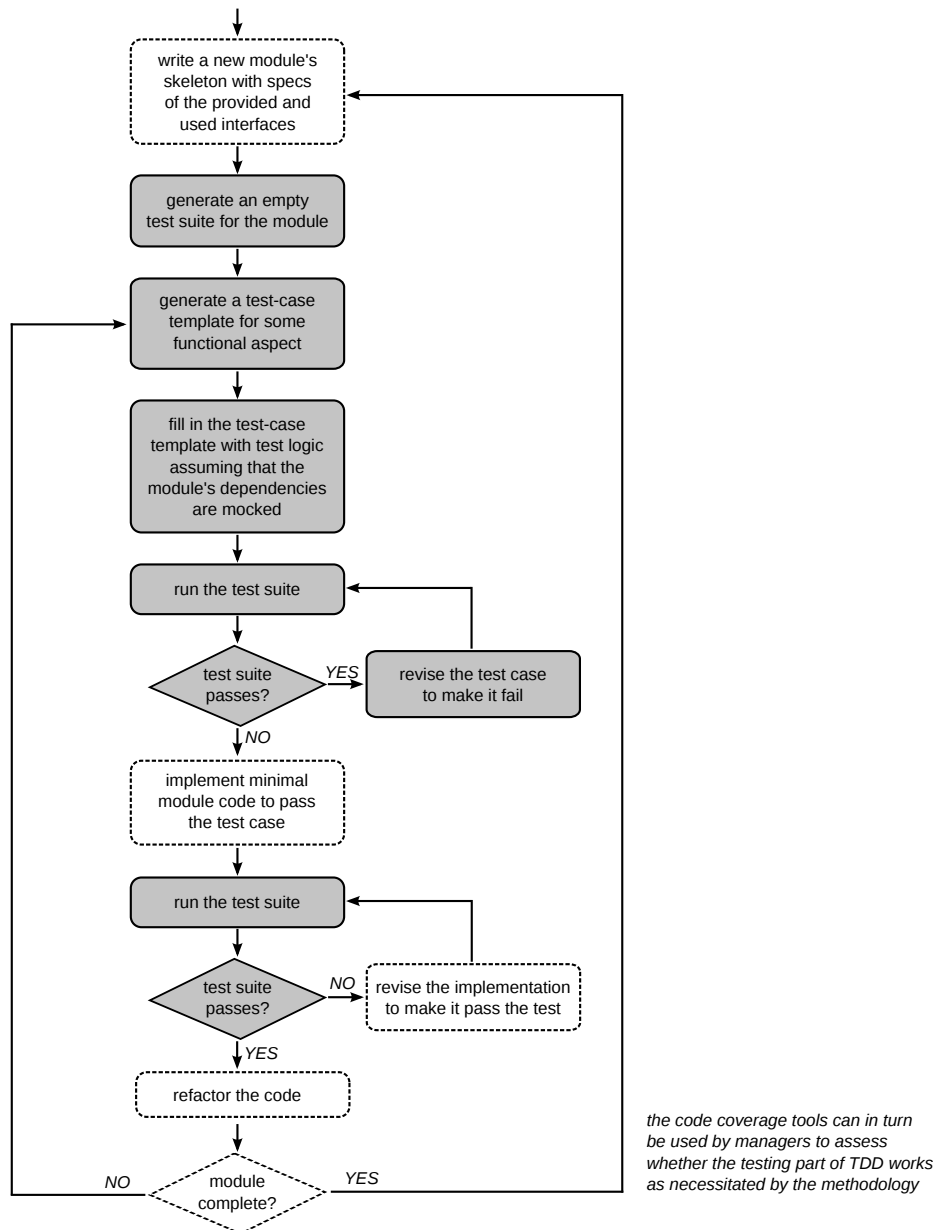 write a new module's
skeleton with specs
of the provided and
used interfaces
generate an empty
test suite for the module
generate a test-case
template for some
functional aspect
fill in the test-case
template with test logic
assuming that the
module's dependencies
are mocked
run the test suite
test suite
passes?
YES
revise the test case
to make it fail
NO
implement minimal
module code to pass
the test case
run the test suite
test suite
passes?
NO
revise the implementation
to make it pass the test
YES
refactor the code
NO
module
complete?
YES
the code coverage tools can in turn
be used by managers to assess
whether the testing part of TDD works
as necessitated by the methodology